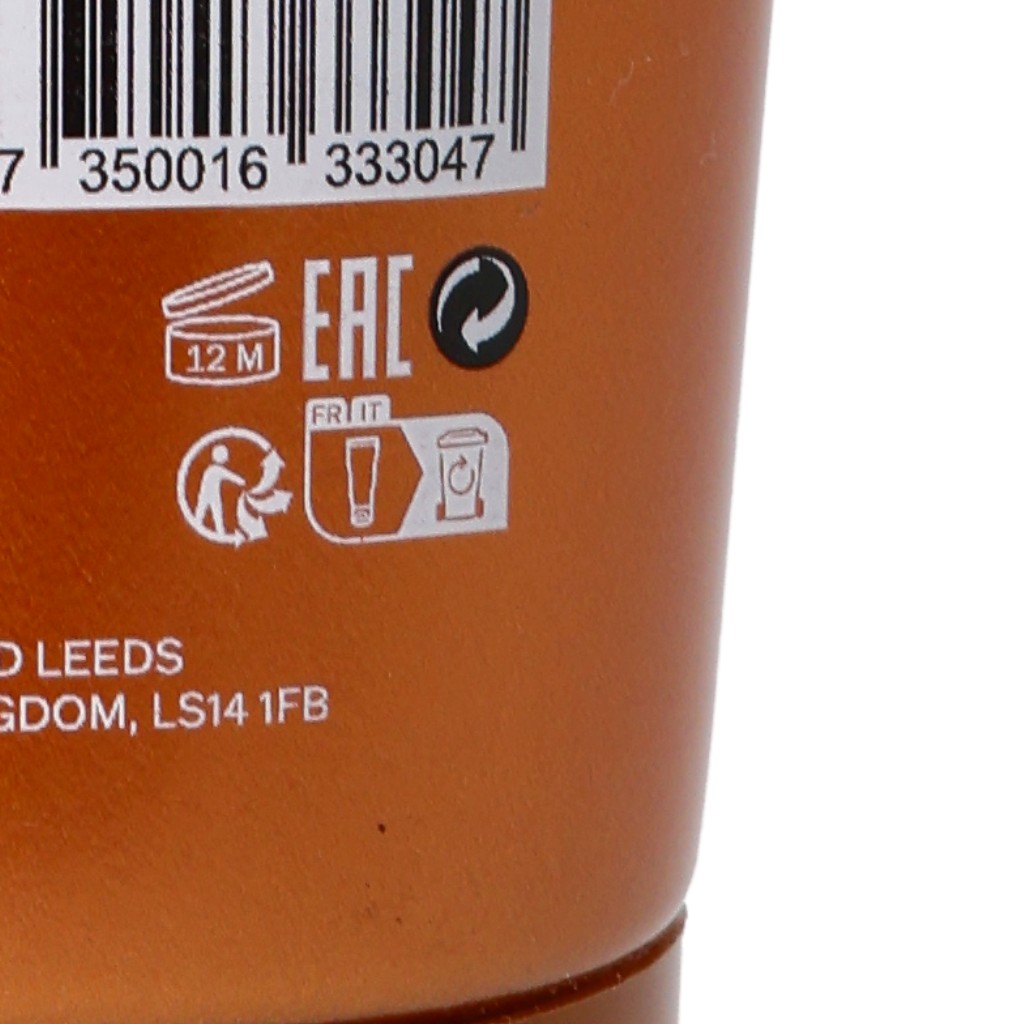 7 350016 333047
12 M
EAC
FR IT
D LEEDS
GDOM, LS14 1FB